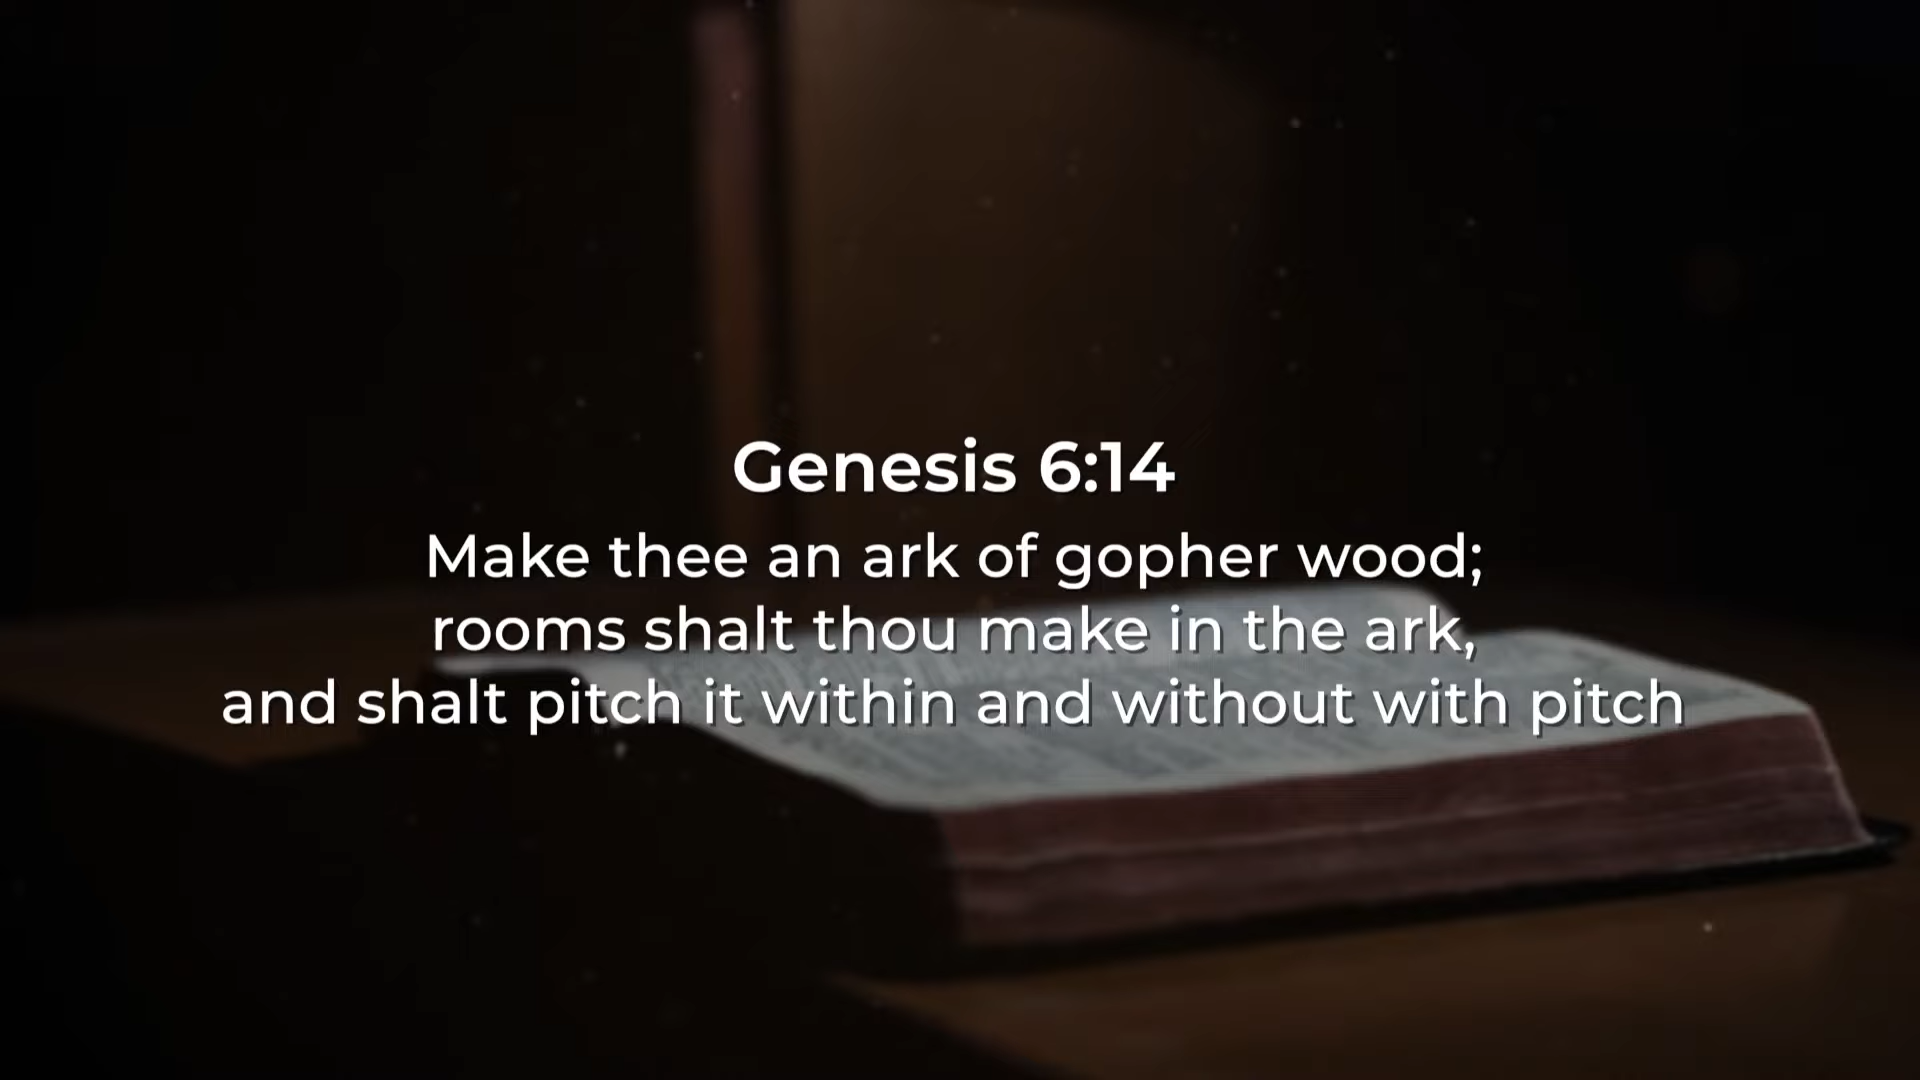 Genesis 6:14
Make thee an ark of gopher wood;
rooms shalt thou make in the ark,
and shalt pitch it within and without with pitch